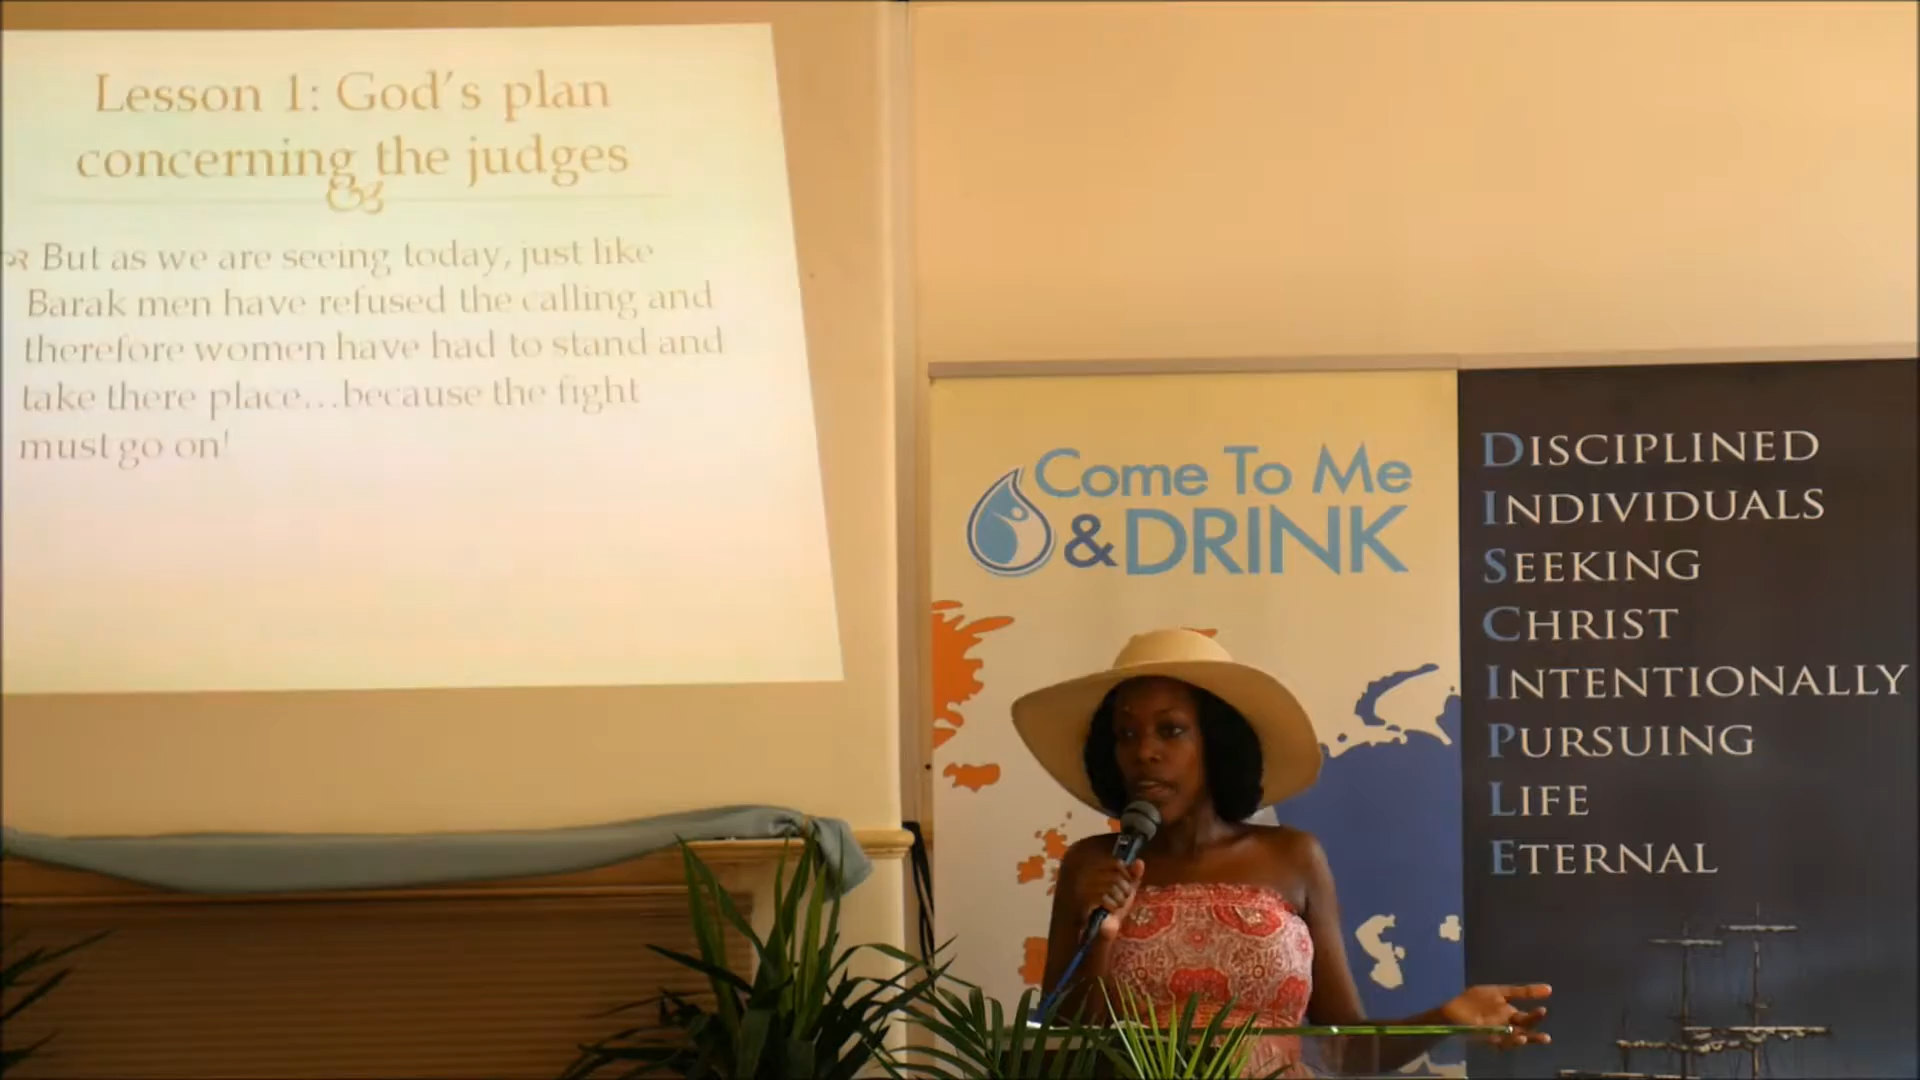 Lesson 1: God's plan
concerning the judges
But as we are seeing today, just like
Barak men have refused the calling and
therefore women have had to stand and
take there place...because the fight
must go on!
Come To Me
& DRINK
DISCIPLINED
INDIVIDUALS
SEEKING
CHRIST
INTENTIONALLY
PURSUING
LIFE
ETERNAL